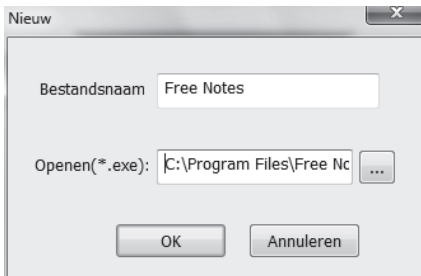 Nieuw
Bestandsnaam Free Notes
Openen(*.exe): C:\Program Files\Free Nc ...
OK Annuleren